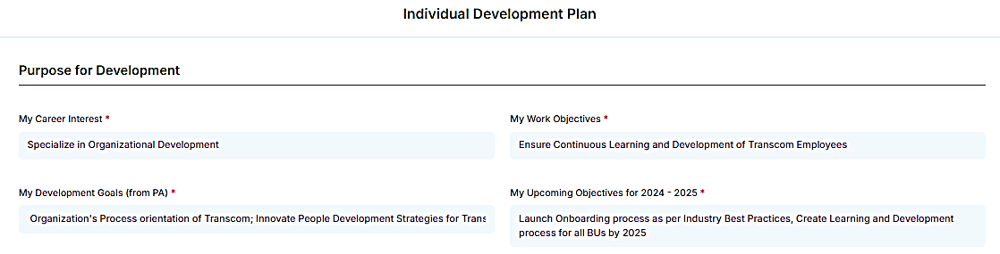 Individual Development Plan
Purpose for Development
My Career Interest *
My Work Objectives *
Specialize in Organizational Development
Ensure Continuous Learning and Development of Transcom Employees
My Development Goals (from PA) *
My Upcoming Objectives for 2024 - 2025 *
Organization's Process orientation of Transcom; Innovate People Development Strategies for Trans
Launch Onboarding process as per Industry Best Practices, Create Learning and Development
process for all BUs by 2025